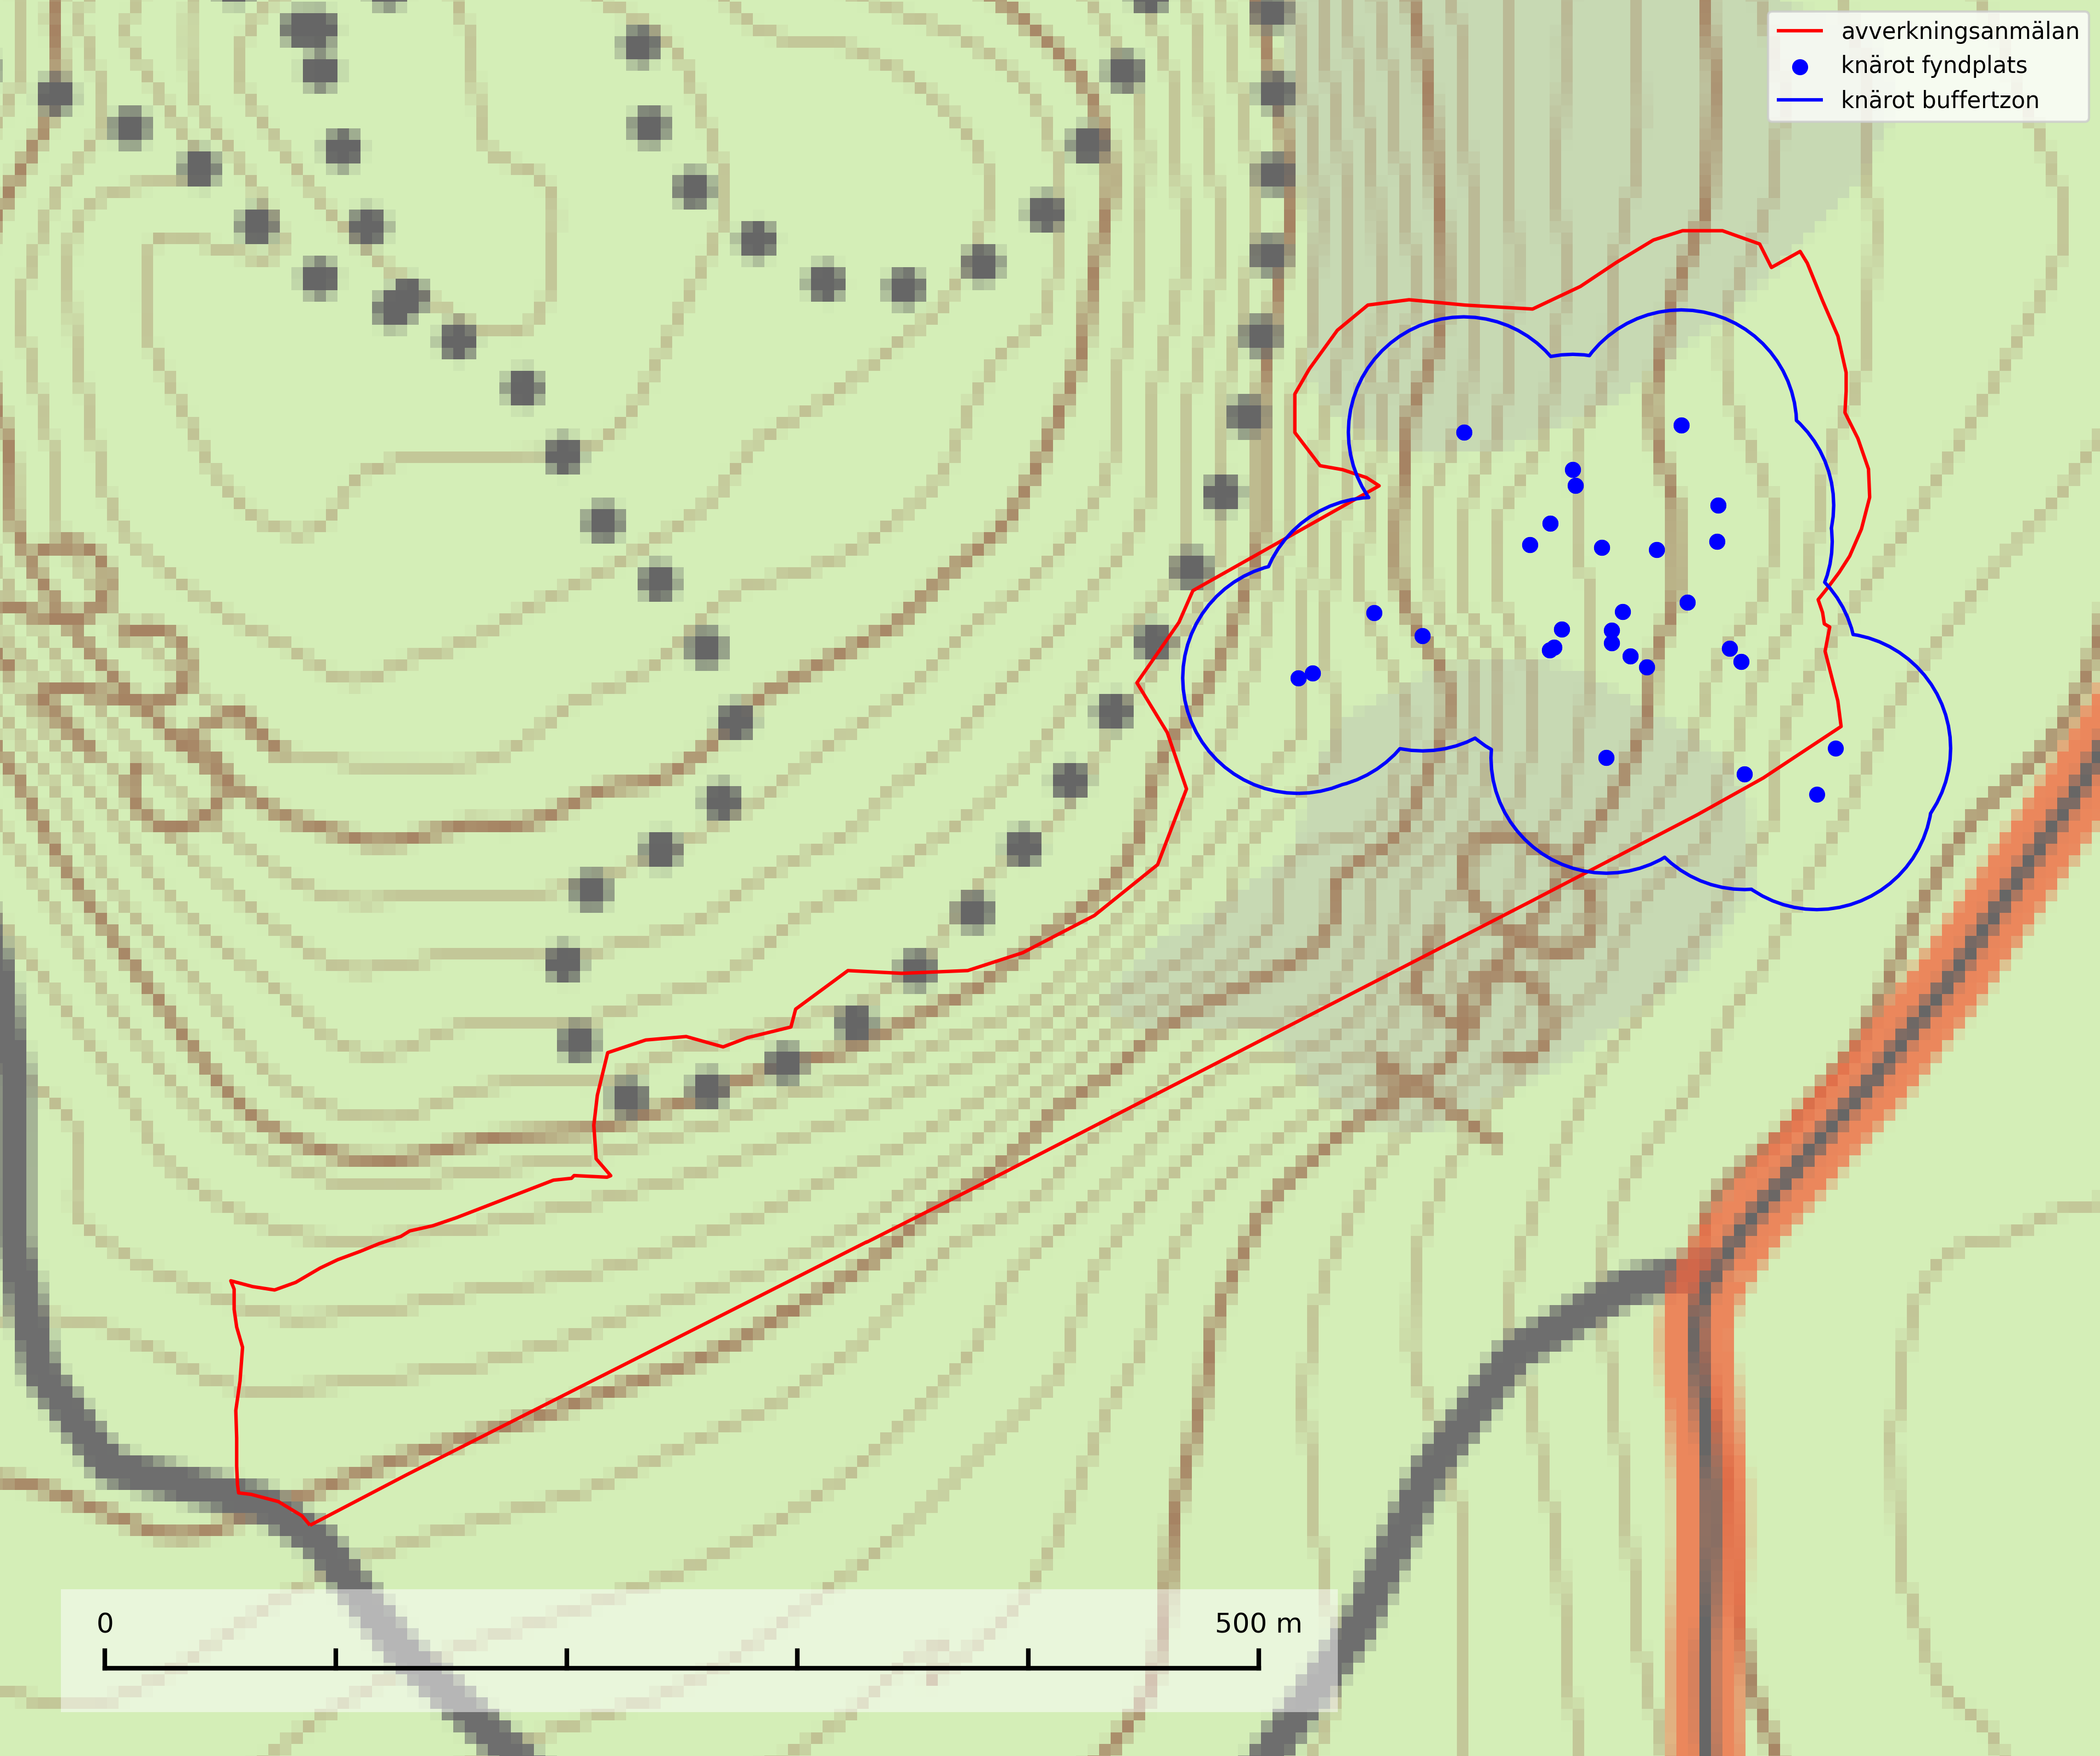 avverkningsanmälan
knärot fyndplats
knärot buffertzon
0
500 m